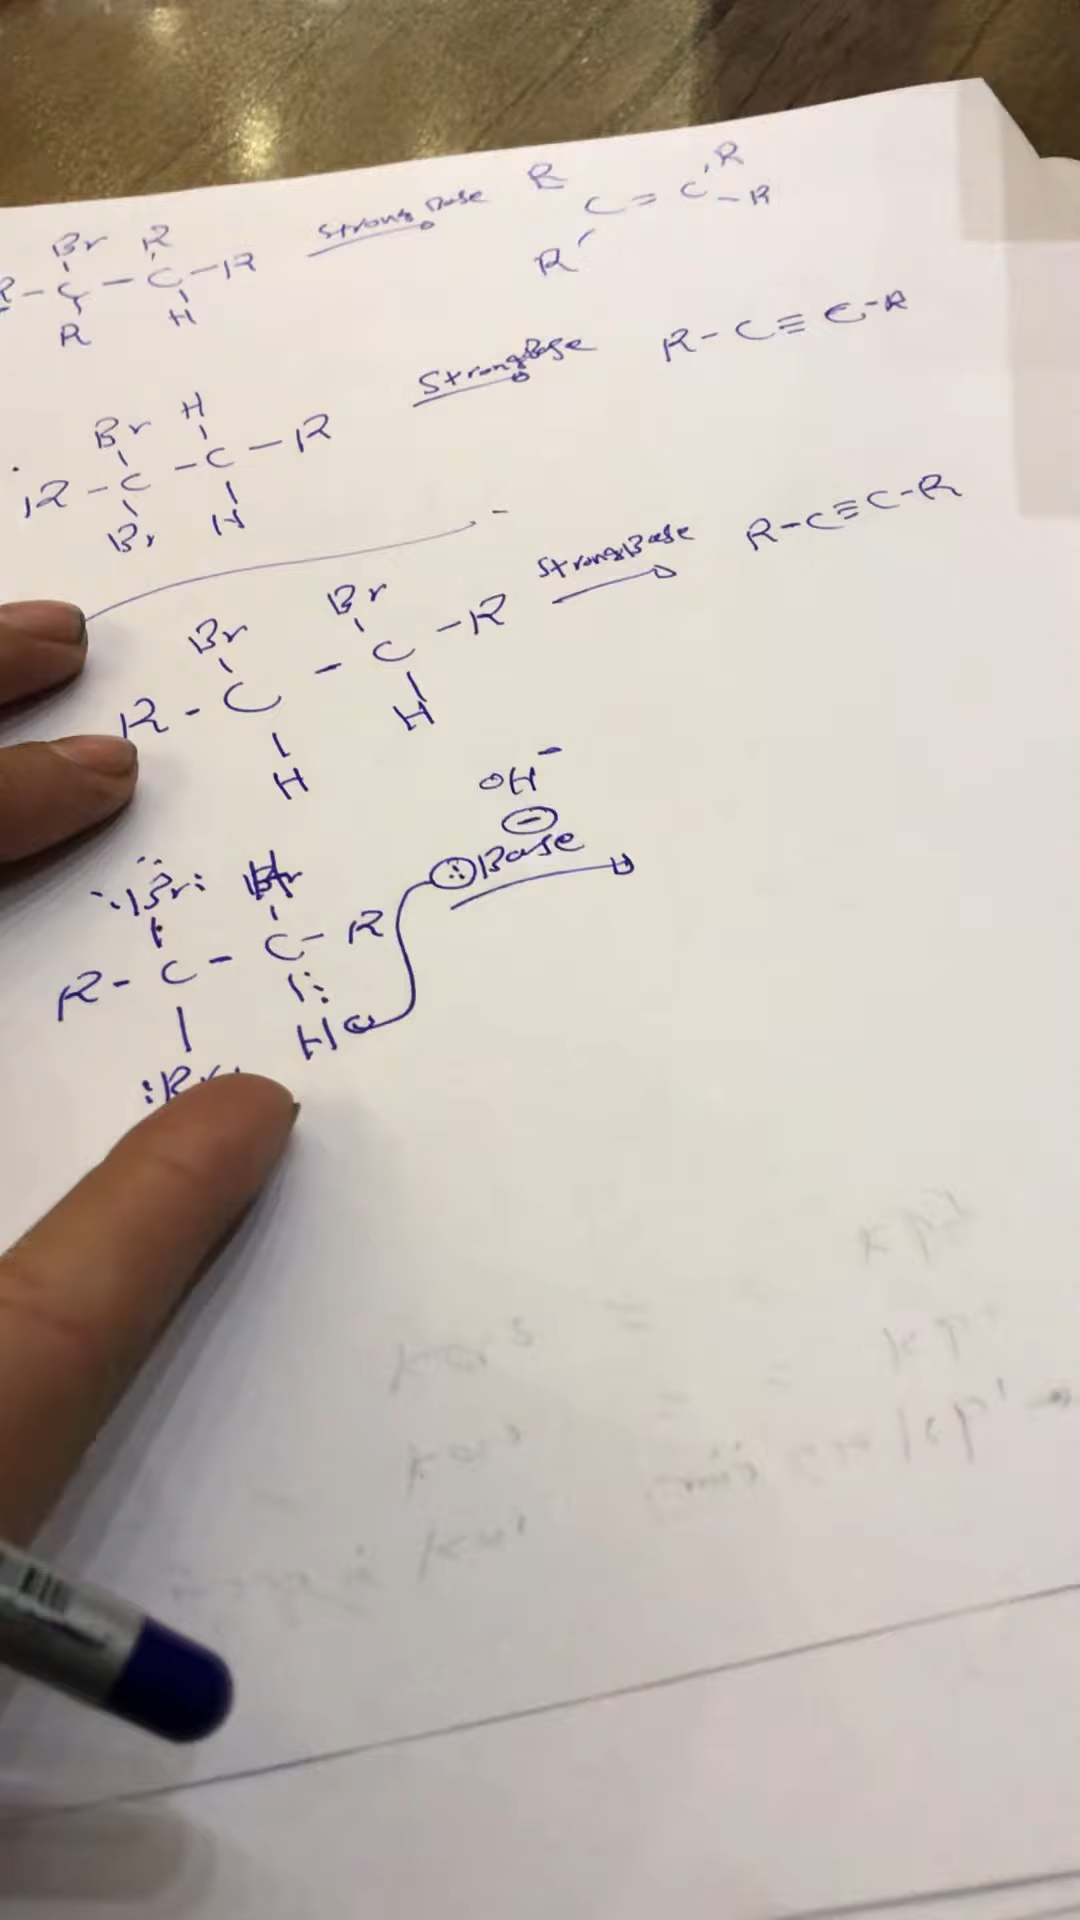 Br R
R - C - C - R
R H
Strong Base
R R
C = C - R
R
Br H
R - C - C - R
Br H
Strong Base
R - C ≡ C - R
Br Br
R - C - C - R
H H
Strong Base
R - C ≡ C - R
OH⁻
⊖
:Base
:Br:
R - C - C - R
H